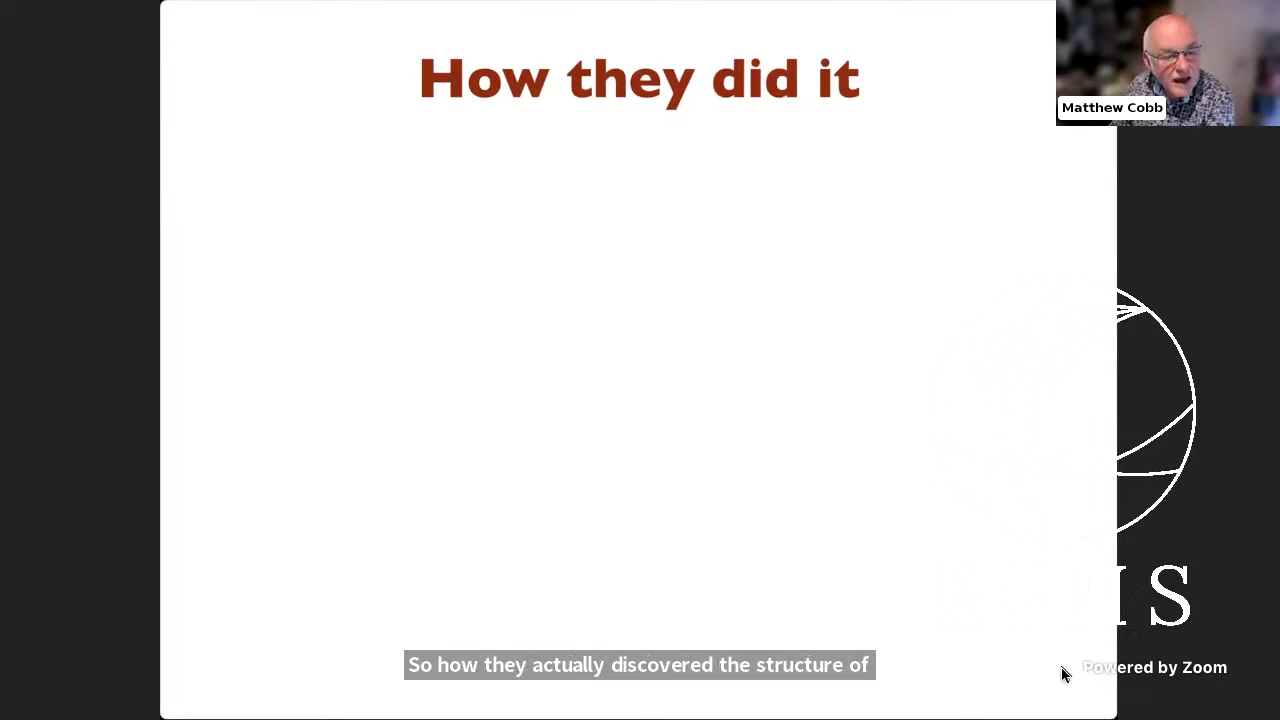 How they did it
Matthew Cobb
S
So how they actually discovered the structure of
Powered by Zoom